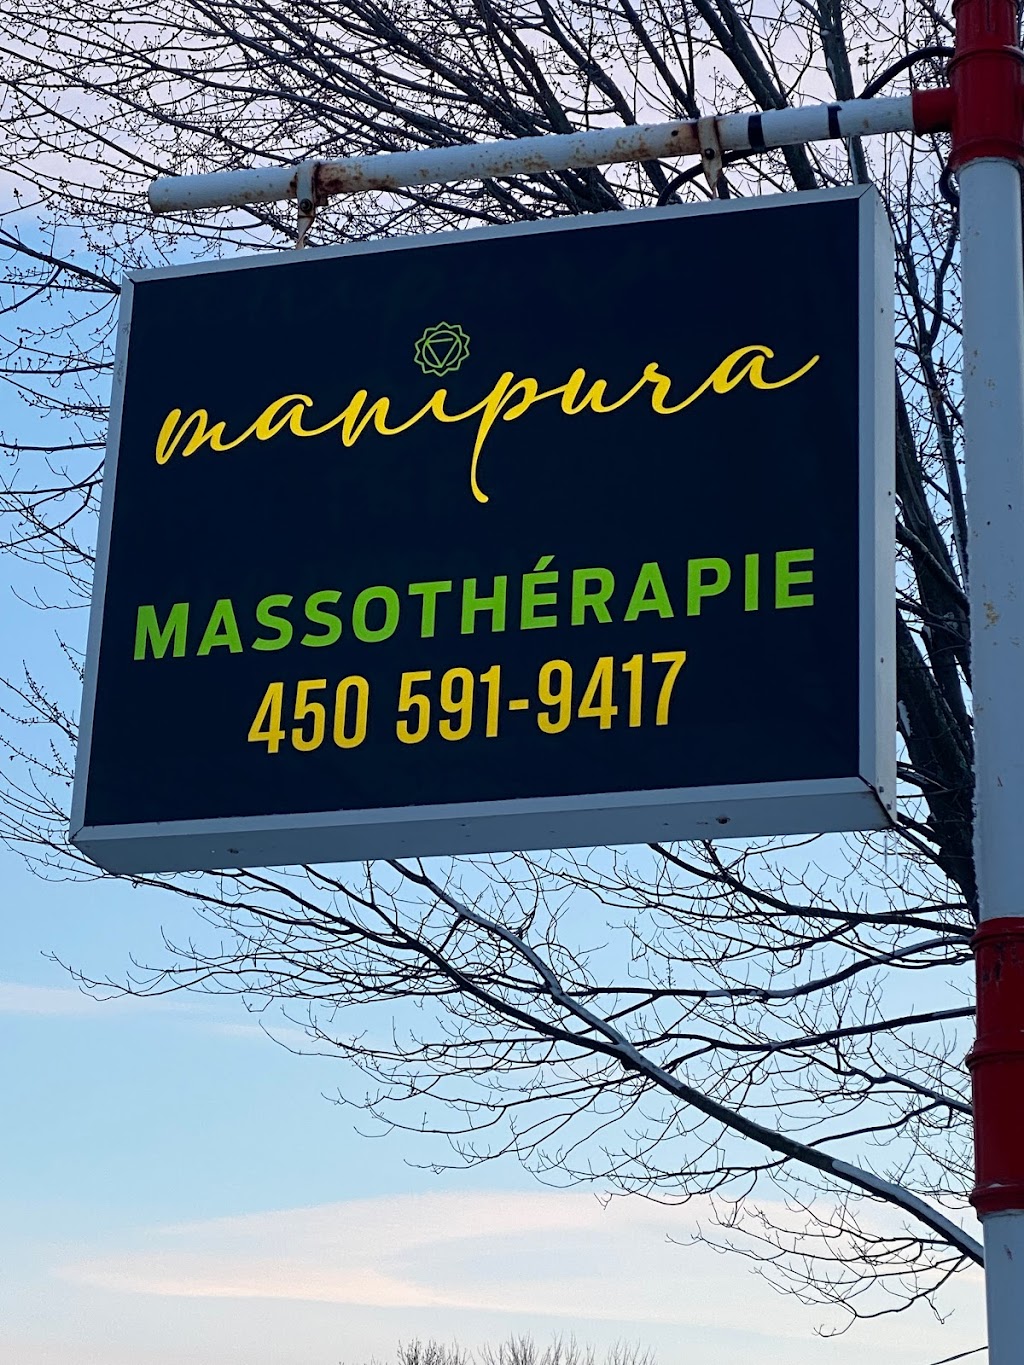 manipura
MASSOTHÉRAPIE
450 591-9417